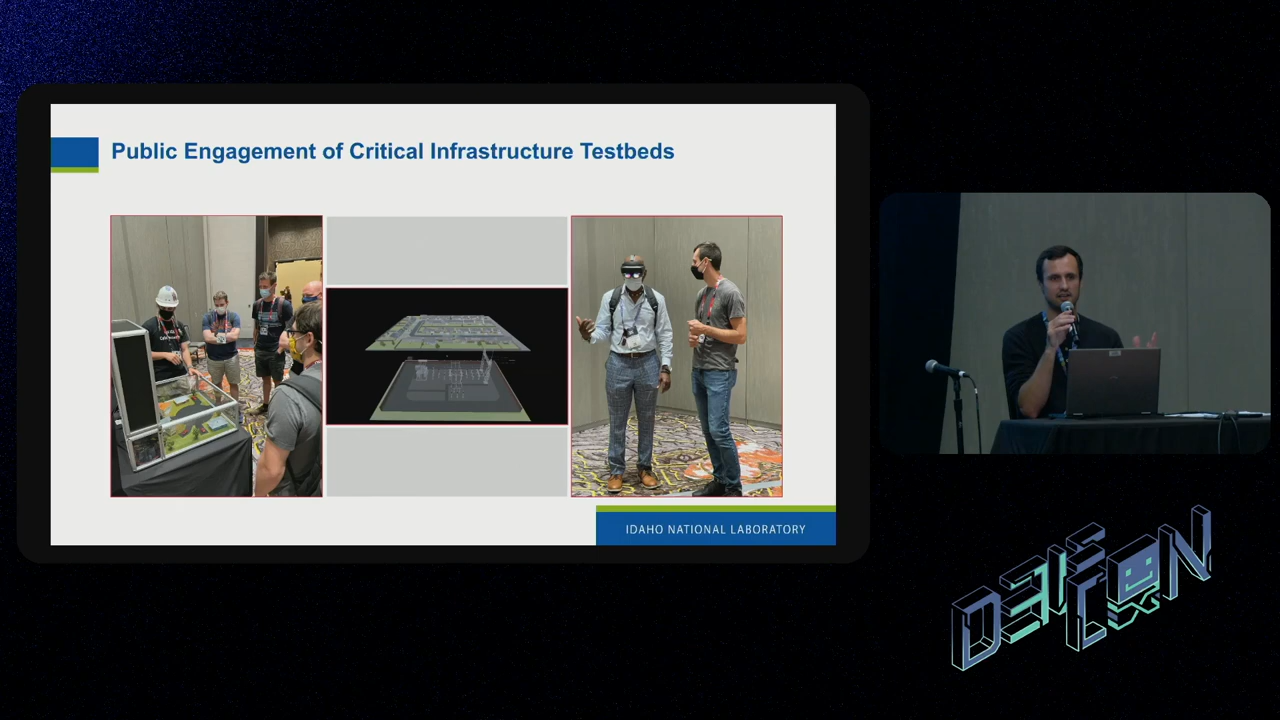 Public Engagement of Critical Infrastructure Testbeds
IDAHO NATIONAL LABORATORY
DEF
CON